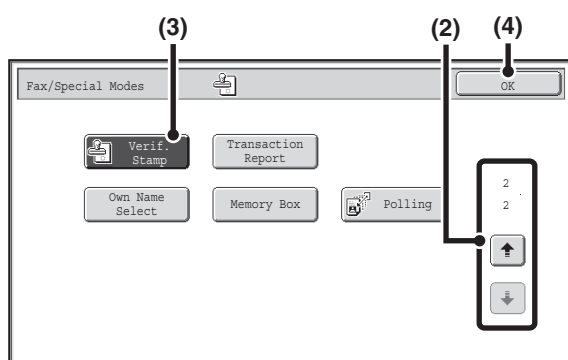 (3)
(2)
(4)
Fax/Special Modes
OK
Verif.
Stamp
Transaction
Report
Own Name
Select
Memory Box
Polling
2
2